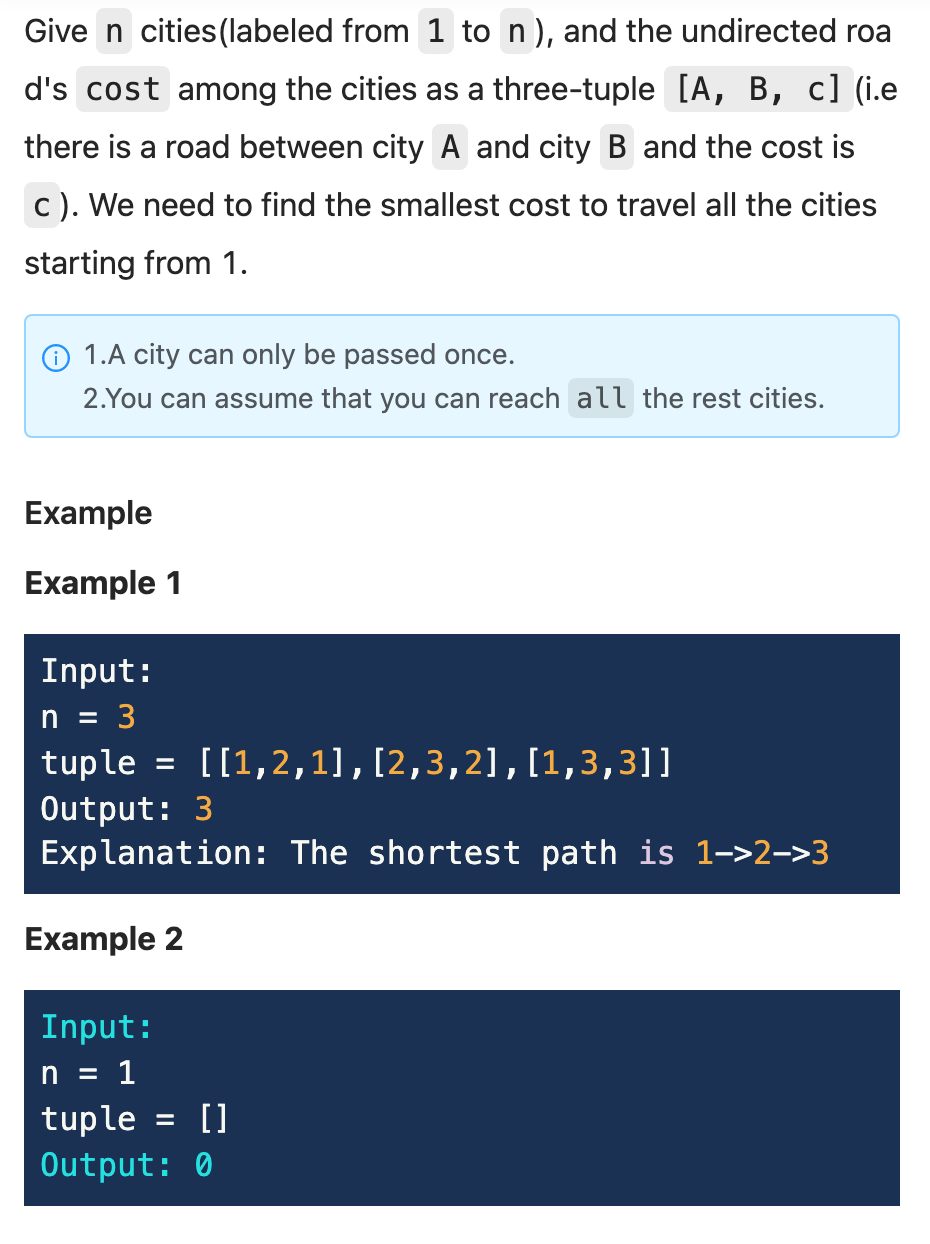 Give n cities(labeled from 1 to n), and the undirected roa
d's cost among the cities as a three-tuple [A, B, c](i.e
there is a road between city A and city B and the cost is
c). We need to find the smallest cost to travel all the cities
starting from 1.
1.A city can only be passed once.
2.You can assume that you can reach all the rest cities.
Example
Example 1
Input:
n = 3
tuple = [[1,2,1],[2,3,2],[1,3,3]]
Output: 3
Explanation: The shortest path is 1->2->3
Example 2
Input:
n = 1
tuple = []
Output: 0